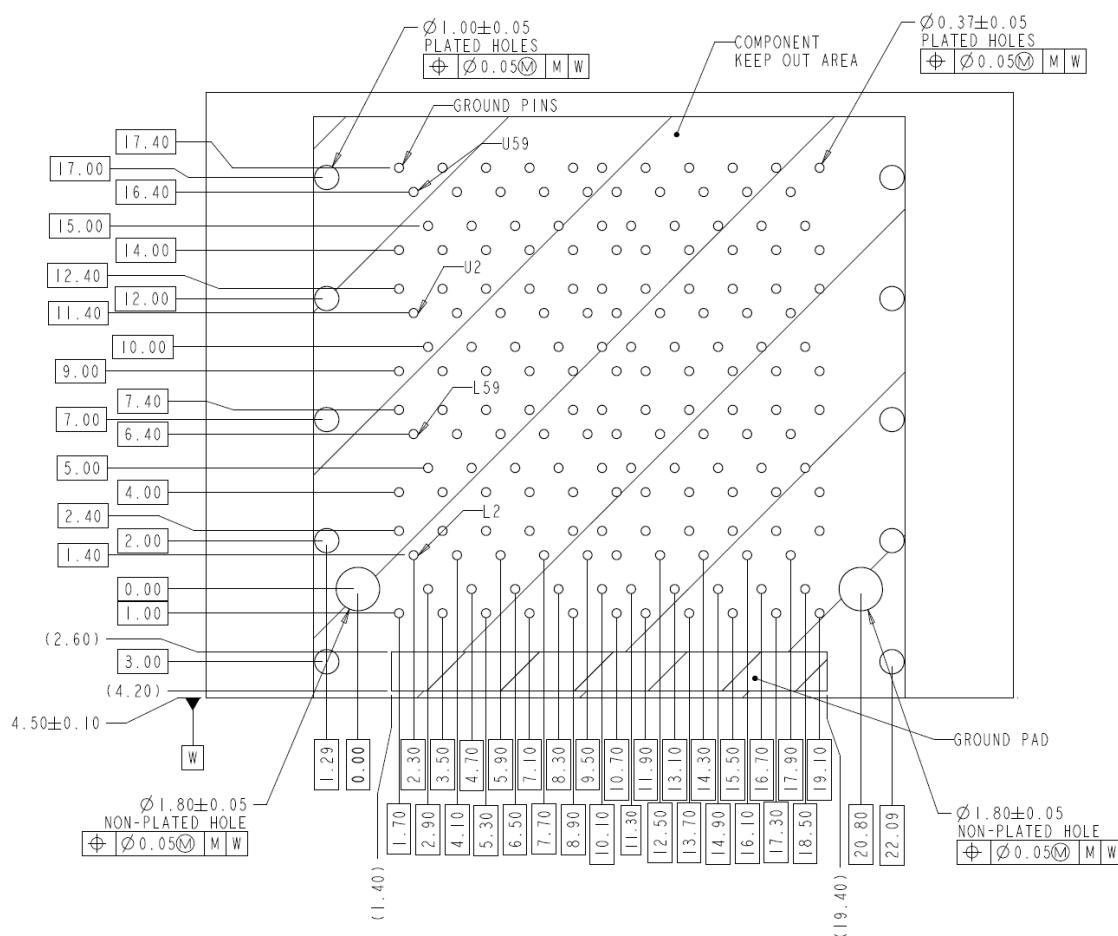 Ø1.00±0.05
PLATED HOLES
⌖ Ø0.05Ⓜ M W
Ø0.37±0.05
PLATED HOLES
⌖ Ø0.05Ⓜ M W
COMPONENT
KEEP OUT AREA
GROUND PINS
U59
17.40
17.00
16.40
15.00
14.00
12.40
U2
12.00
11.40
10.00
9.00
7.40
L59
7.00
6.40
5.00
4.00
2.40
L2
2.00
1.40
0.00
1.00
(2.60)
3.00
(4.20)
4.50±0.10
W
GROUND PAD
1.29
0.00
2.30
3.50
4.70
5.90
7.10
8.30
9.50
10.70
11.90
13.10
14.30
15.50
16.70
17.90
19.10
1.70
2.90
4.10
5.30
6.50
7.70
8.90
10.10
11.30
12.50
13.70
14.90
16.10
17.30
18.50
20.80
22.09
(1.40)
(19.40)
Ø1.80±0.05
NON-PLATED HOLE
⌖ Ø0.05Ⓜ M W
Ø1.80±0.05
NON-PLATED HOLE
⌖ Ø0.05Ⓜ M W